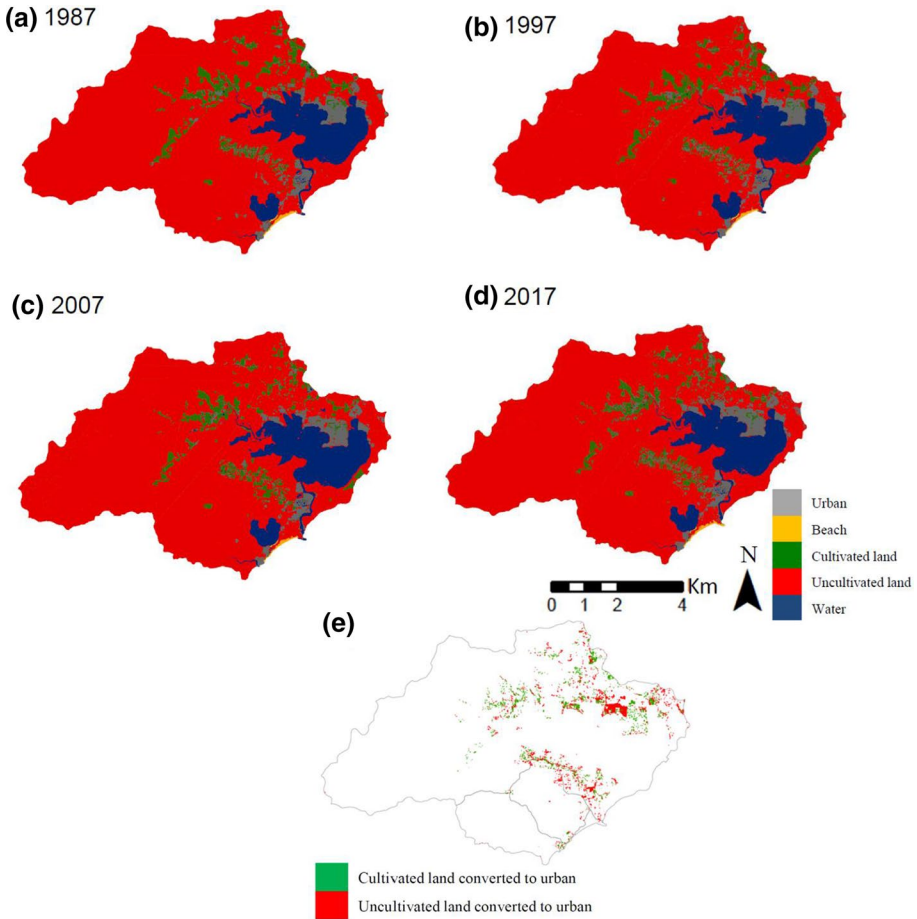 (a) 1987
(b) 1997
(c) 2007
(d) 2017
Urban
Beach
Cultivated land
Uncultivated land
Water
N
Km
0 1 2 4
(e)
Cultivated land converted to urban
Uncultivated land converted to urban